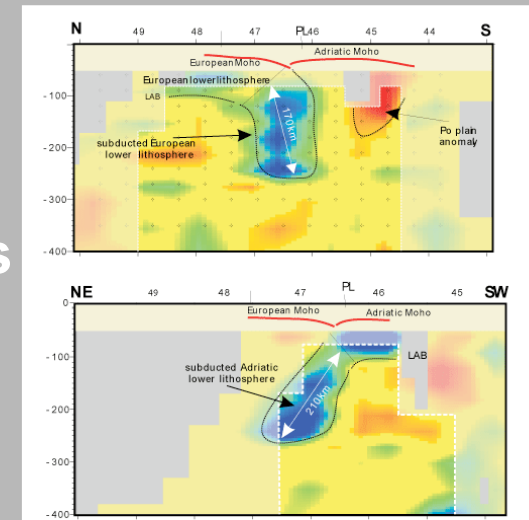 N 49 48 47 PL 46 45 44 S
Adriatic Moho
European Moho
European lower lithosphere
-100
LAB
170km
subducted European
lower lithosphere
Po plain
anomaly
-200
-300
-400
s
NE 49 48 47 PL 46 45 SW
0
European Moho
Adriatic Moho
-100
LAB
subducted Adriatic
lower lithosphere
210km
-200
-300
-400